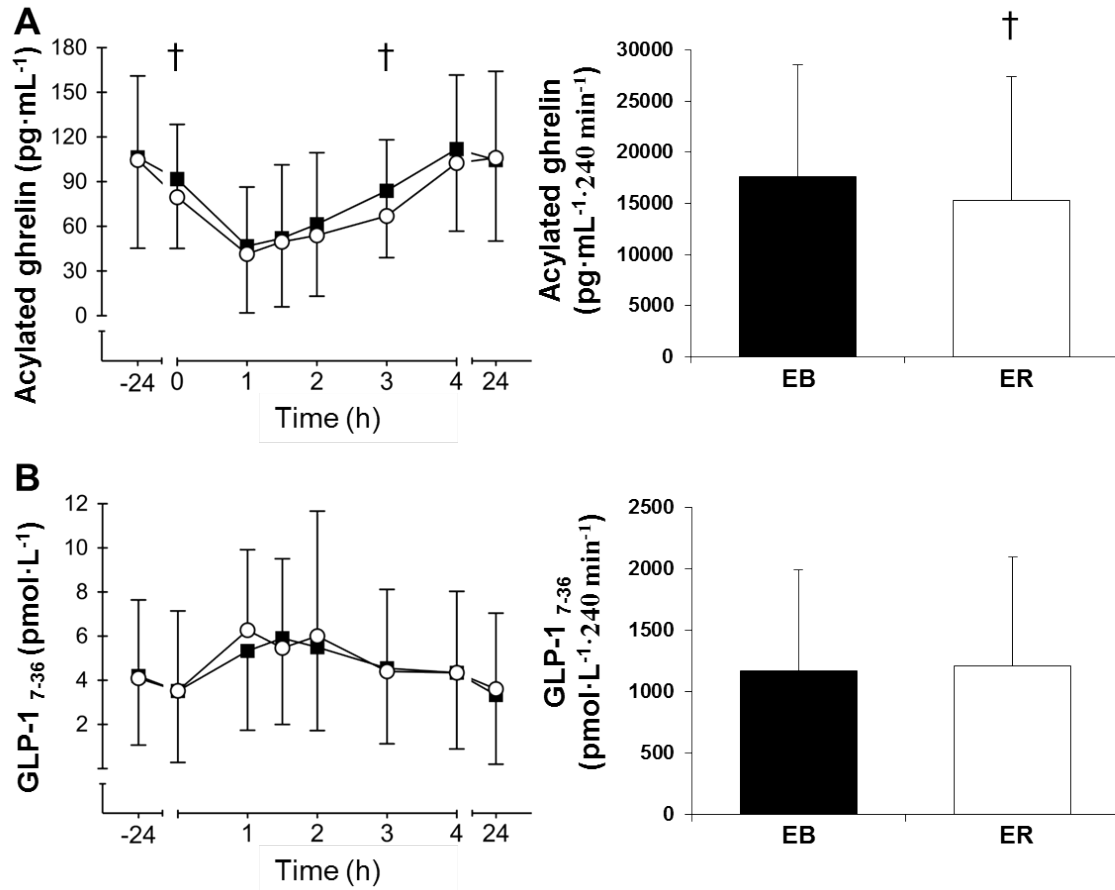 A
Acylated ghrelin (pg·mL⁻¹)
180
150
120
90
60
30
0
† †
-24 0 1 2 3 4 24
Time (h)
Acylated ghrelin
(pg·mL⁻¹·240 min⁻¹)
†
30000
25000
20000
15000
10000
5000
0
EB ER
B
GLP-1 ₇₋₃₆ (pmol·L⁻¹)
12
10
8
6
4
2
-24 1 2 3 4 24
Time (h)
GLP-1 ₇₋₃₆
(pmol·L⁻¹·240 min⁻¹)
2500
2000
1500
1000
500
0
EB ER